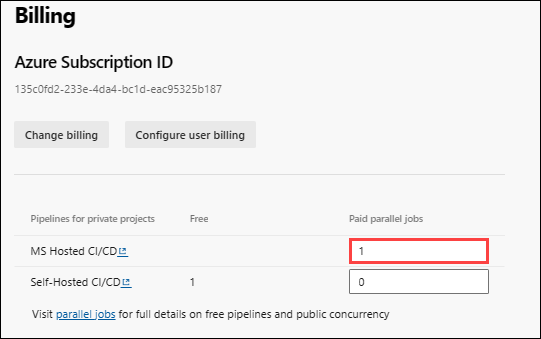 Billing
Azure Subscription ID
135c0fd2-233e-4da4-bc1d-eac95325b187
Change billing Configure user billing
Pipelines for private projects Free Paid parallel jobs
MS Hosted CI/CD 1
Self-Hosted CI/CD 1 0
Visit parallel jobs for full details on free pipelines and public concurrency